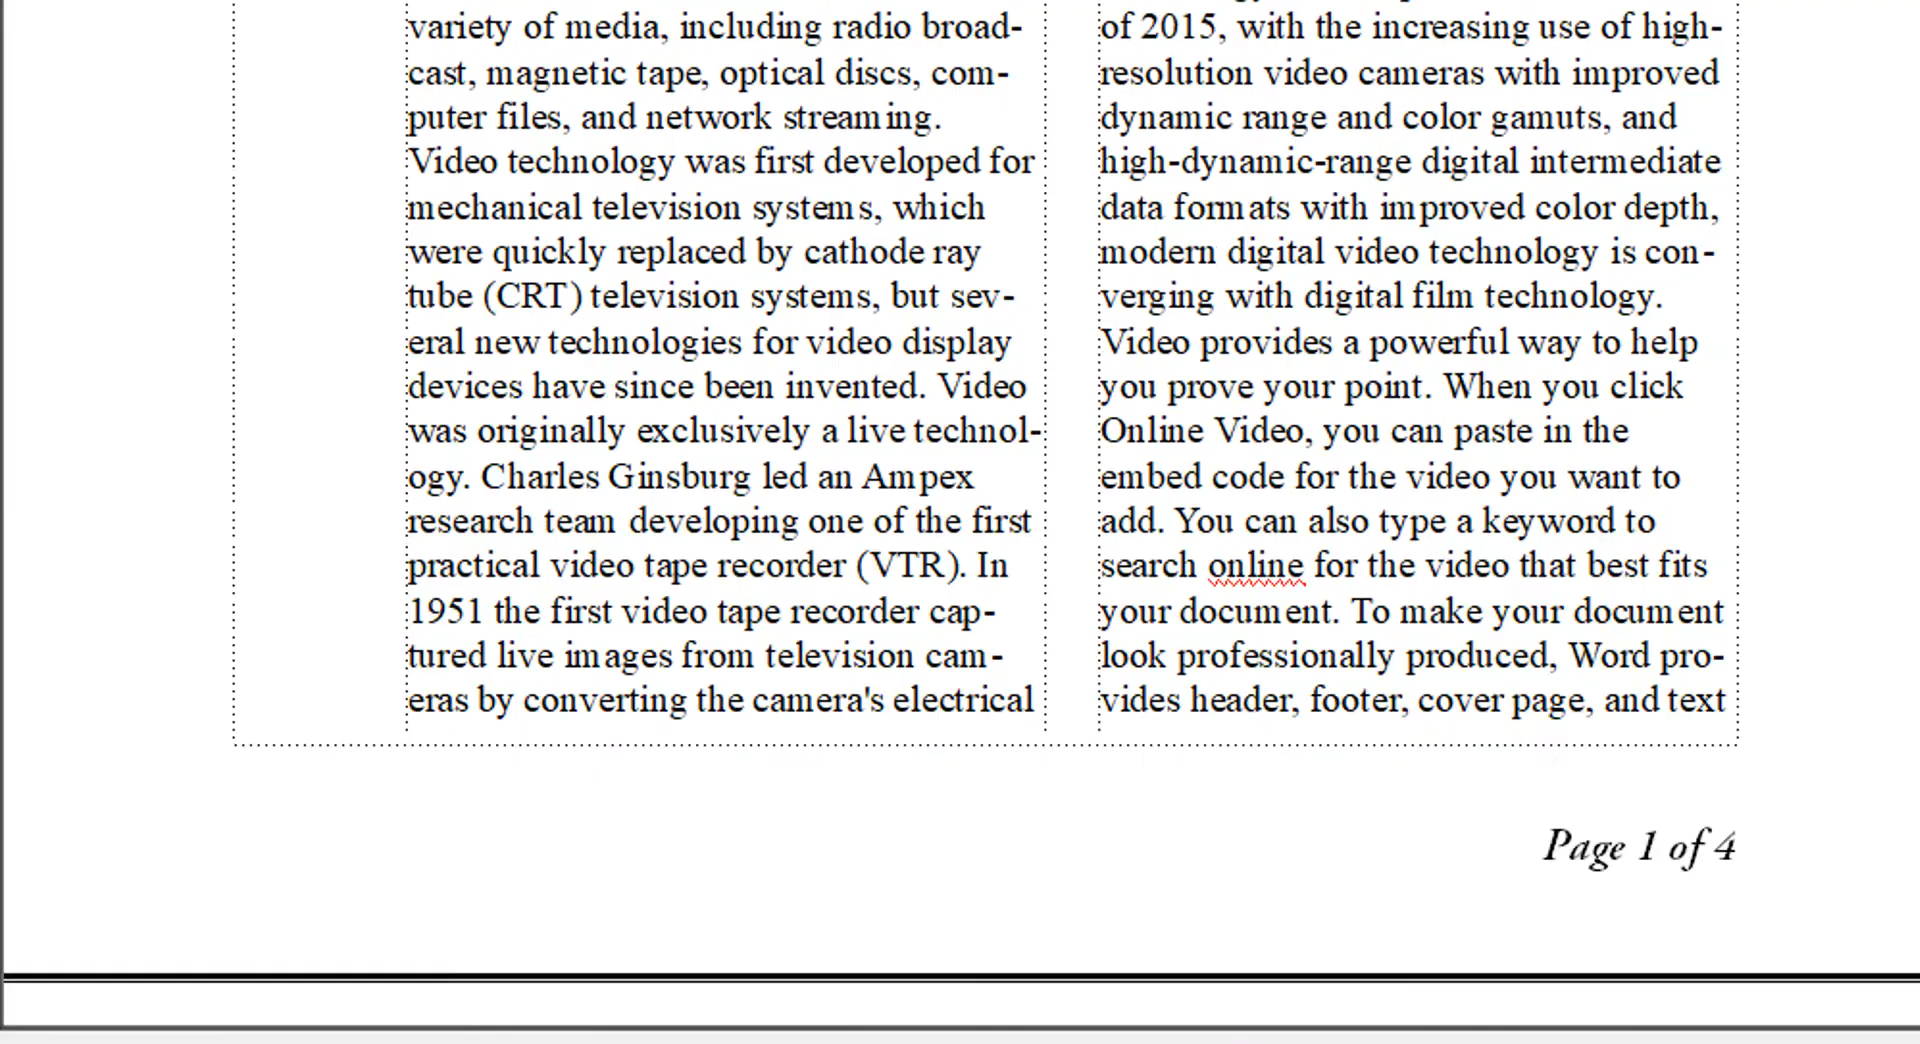 variety of media, including radio broad-
cast, magnetic tape, optical discs, com-
puter files, and network streaming.
Video technology was first developed for
mechanical television systems, which
were quickly replaced by cathode ray
tube (CRT) television systems, but sev-
eral new technologies for video display
devices have since been invented. Video
was originally exclusively a live technol-
ogy. Charles Ginsburg led an Ampex
research team developing one of the first
practical video tape recorder (VTR). In
1951 the first video tape recorder cap-
tured live images from television cam-
eras by converting the camera's electrical
of 2015, with the increasing use of high-
resolution video cameras with improved
dynamic range and color gamuts, and
high-dynamic-range digital intermediate
data formats with improved color depth,
modern digital video technology is con-
verging with digital film technology.
Video provides a powerful way to help
you prove your point. When you click
Online Video, you can paste in the
embed code for the video you want to
add. You can also type a keyword to
search online for the video that best fits
your document. To make your document
look professionally produced, Word pro-
vides header, footer, cover page, and text
Page 1 of 4